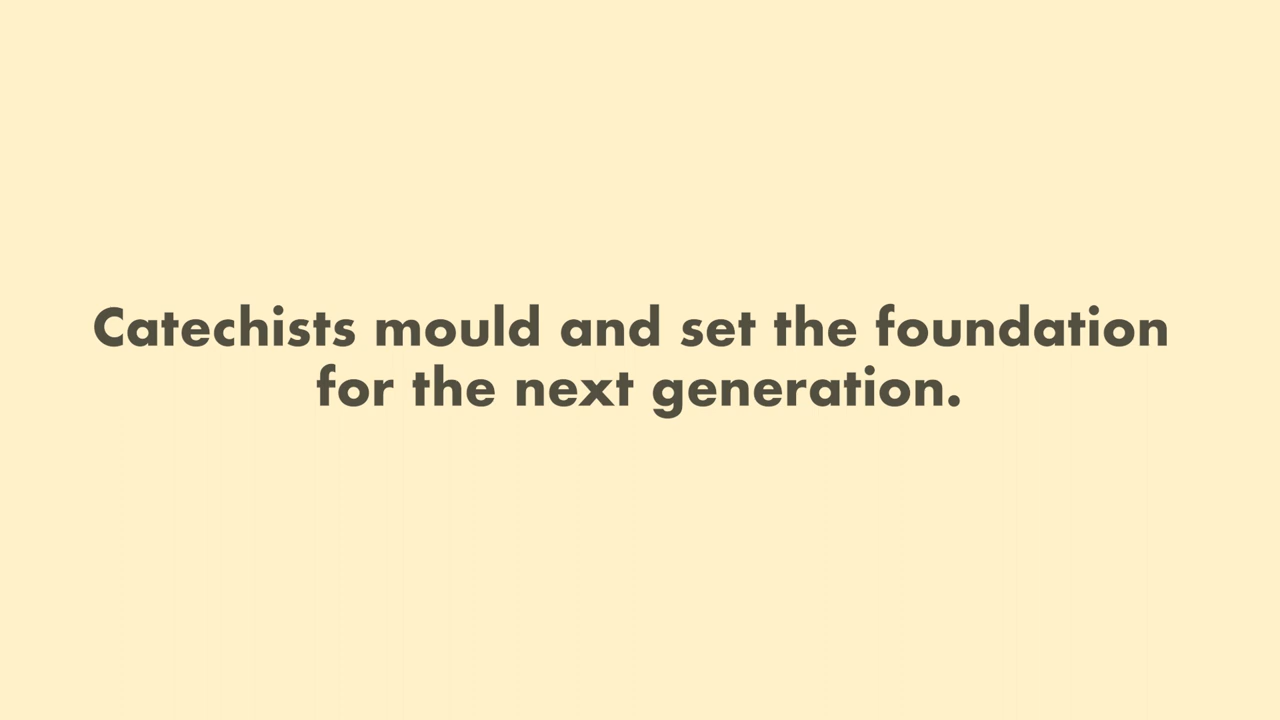 Catechists mould and set the foundation
for the next generation.